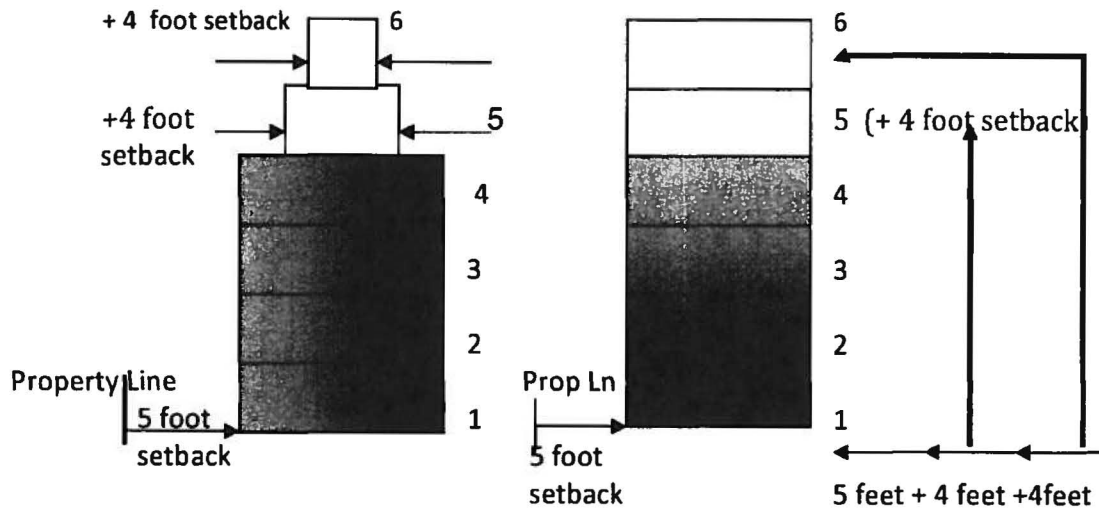 + 4 foot setback 6
+4 foot
setback
5
4
3
2
Property Line
1
5 foot
setback
6
5 (+ 4 foot setback)
4
3
2
Prop Ln
1
5 foot
setback
5 feet + 4 feet +4feet